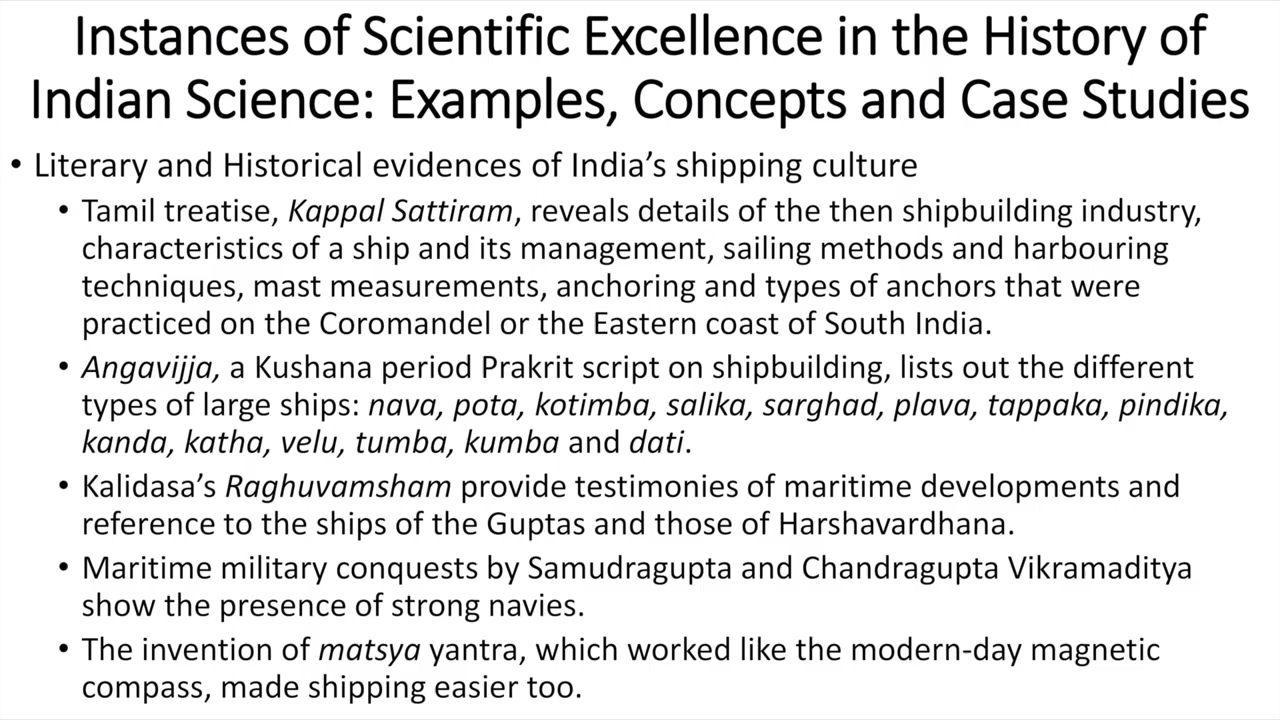 Instances of Scientific Excellence in the History of
Indian Science: Examples, Concepts and Case Studies
• Literary and Historical evidences of India’s shipping culture
• Tamil treatise, Kappal Sattiram, reveals details of the then shipbuilding industry,
characteristics of a ship and its management, sailing methods and harbouring
techniques, mast measurements, anchoring and types of anchors that were
practiced on the Coromandel or the Eastern coast of South India.
• Angavijja, a Kushana period Prakrit script on shipbuilding, lists out the different
types of large ships: nava, pota, kotimba, salika, sarghad, plava, tappaka, pindika,
kanda, katha, velu, tumba, kumba and dati.
• Kalidasa’s Raghuvamsham provide testimonies of maritime developments and
reference to the ships of the Guptas and those of Harshavardhana.
• Maritime military conquests by Samudragupta and Chandragupta Vikramaditya
show the presence of strong navies.
• The invention of matsya yantra, which worked like the modern-day magnetic
compass, made shipping easier too.